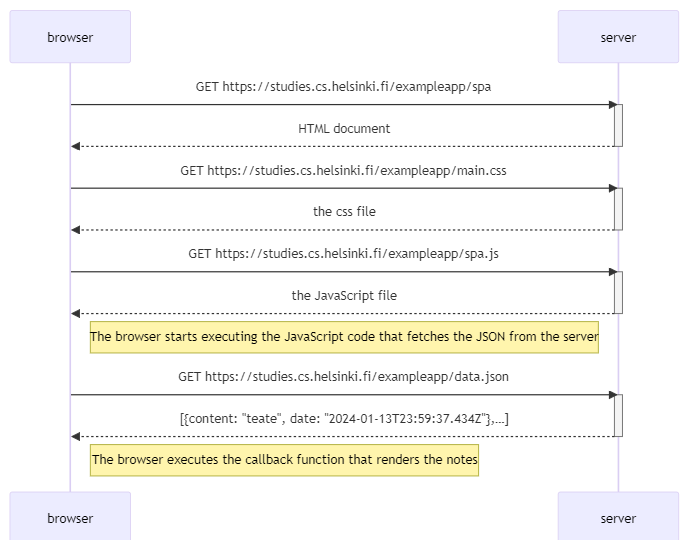 browser
server
GET https://studies.cs.helsinki.fi/exampleapp/spa
HTML document
GET https://studies.cs.helsinki.fi/exampleapp/main.css
the css file
GET https://studies.cs.helsinki.fi/exampleapp/spa.js
the JavaScript file
The browser starts executing the JavaScript code that fetches the JSON from the server
GET https://studies.cs.helsinki.fi/exampleapp/data.json
[{content: "teate", date: "2024-01-13T23:59:37.434Z"},...]
The browser executes the callback function that renders the notes
browser
server